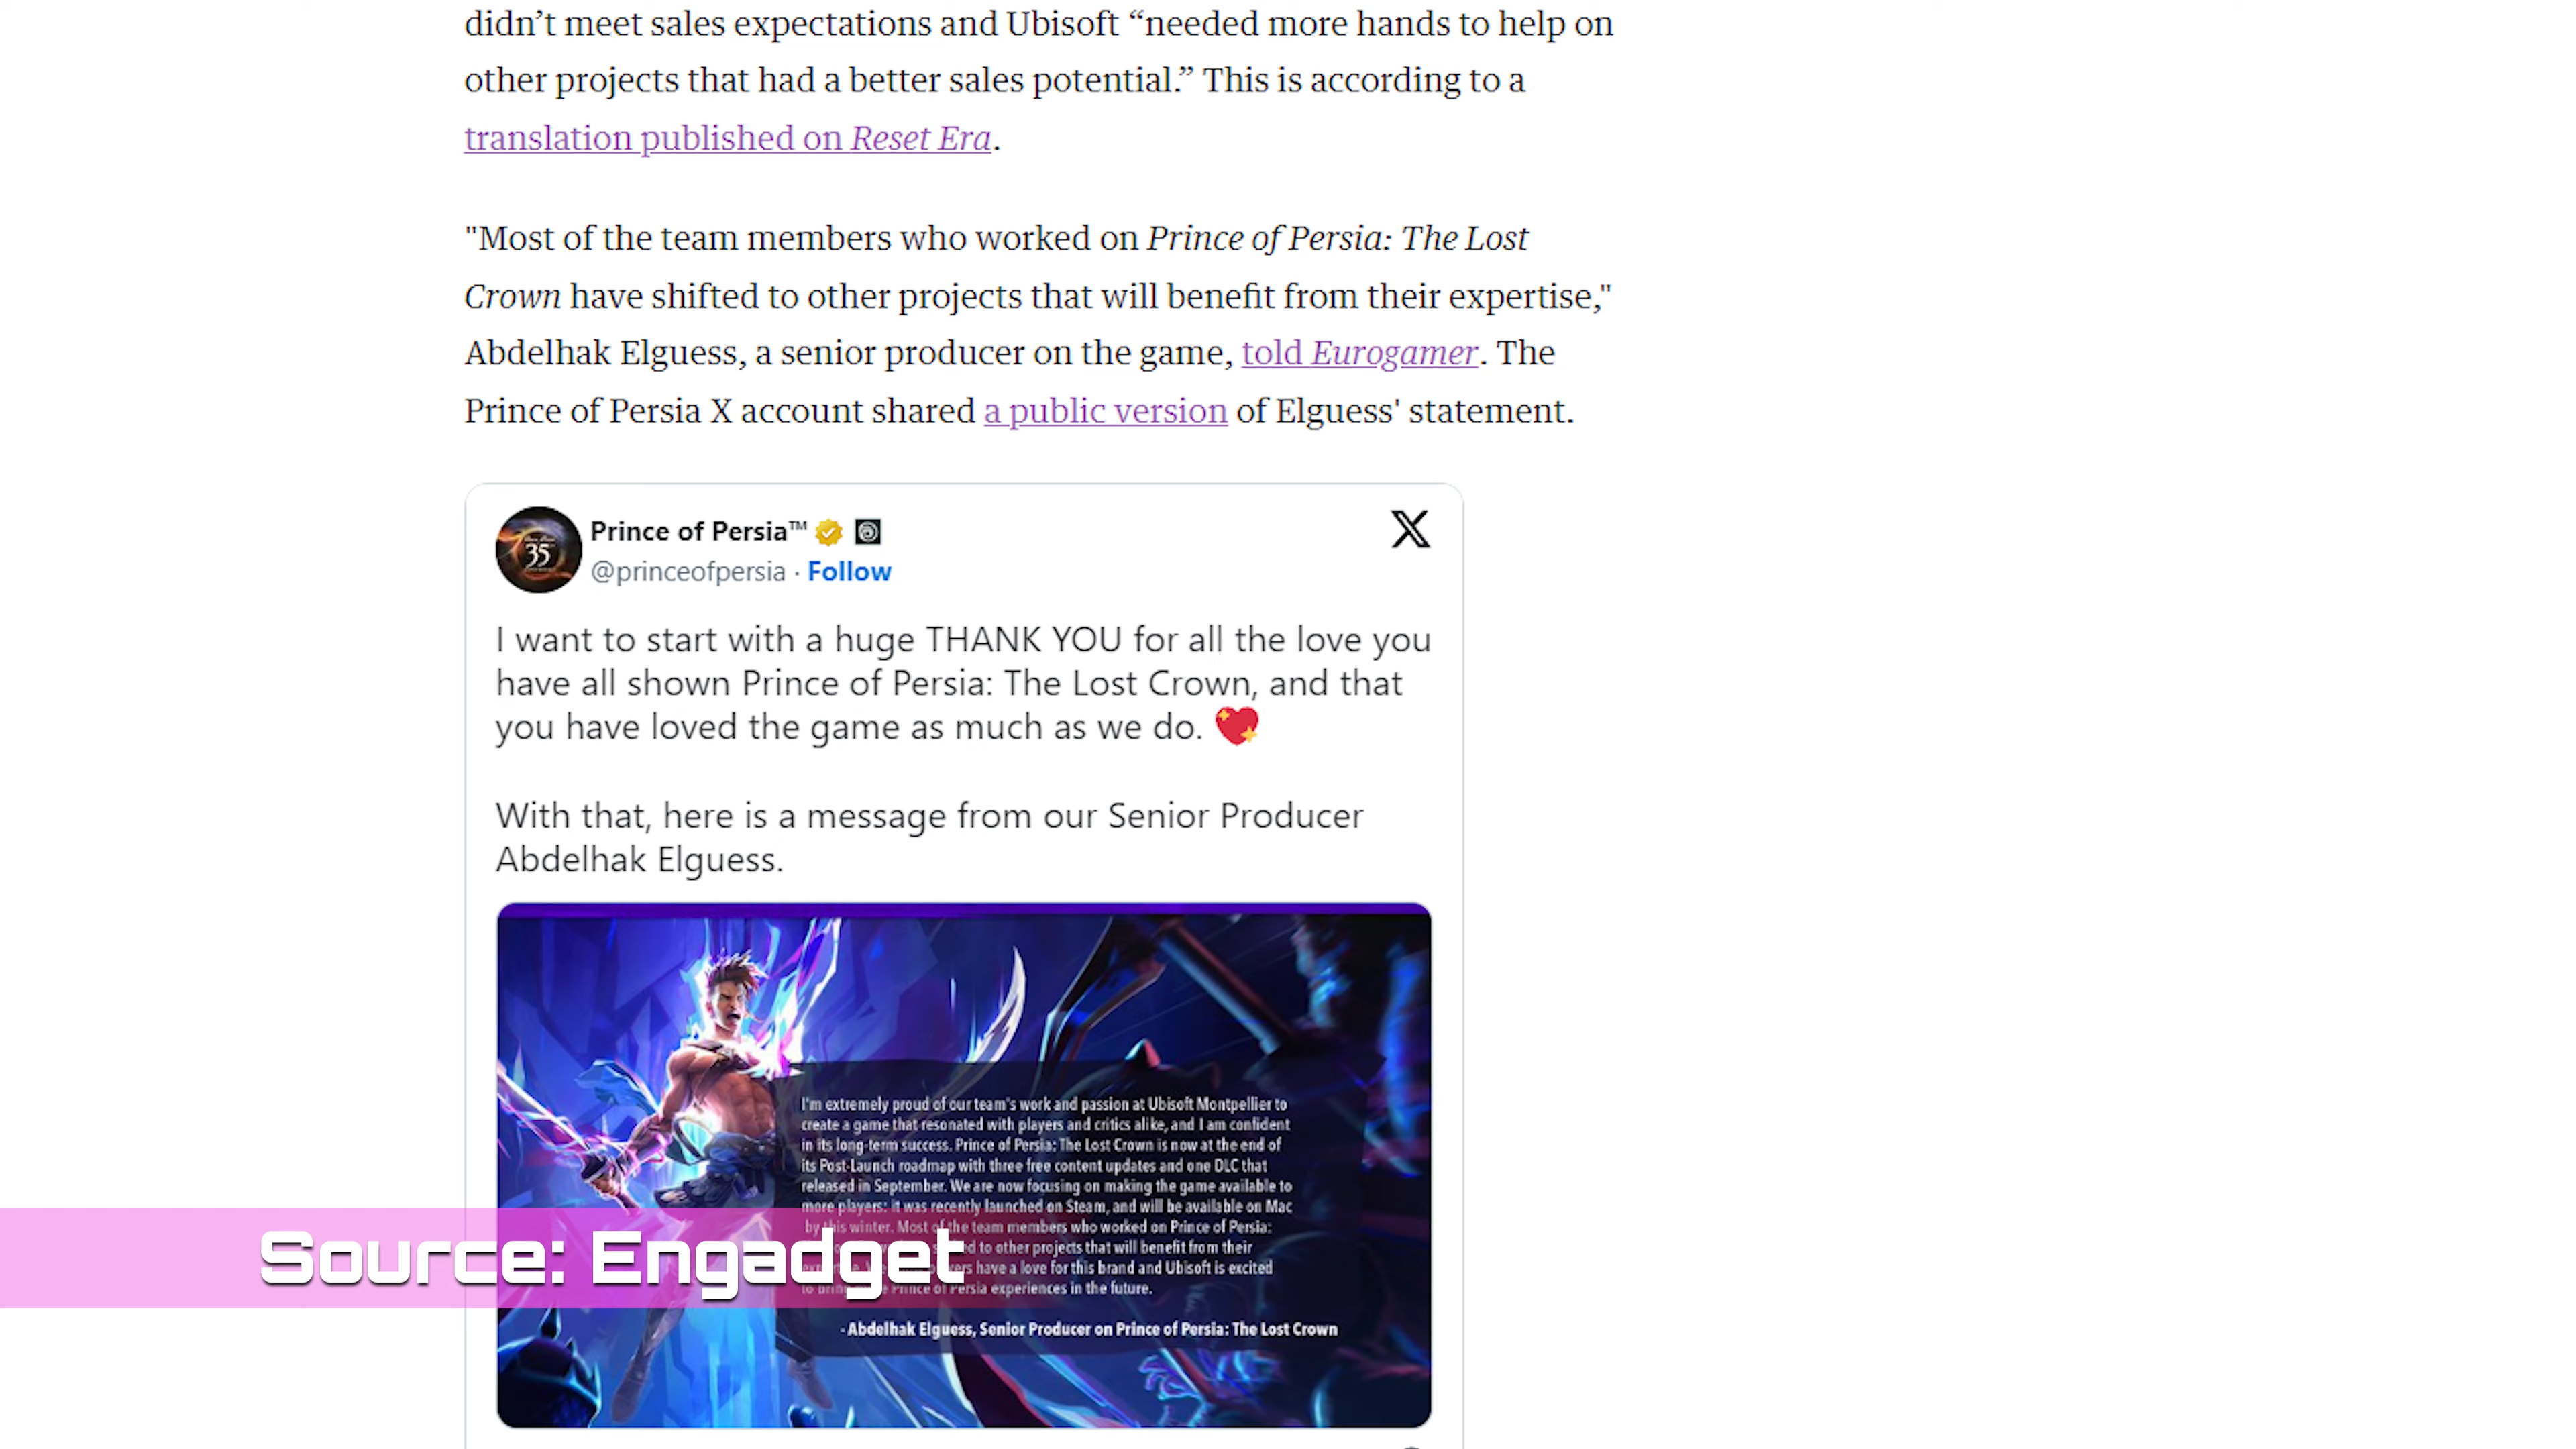 didn’t meet sales expectations and Ubisoft “needed more hands to help on
other projects that had a better sales potential.” This is according to a
translation published on Reset Era.
"Most of the team members who worked on Prince of Persia: The Lost
Crown have shifted to other projects that will benefit from their expertise,"
Abdelhak Elguess, a senior producer on the game, told Eurogamer. The
Prince of Persia X account shared a public version of Elguess' statement.
Prince of Persia™
@princeofpersia · Follow
I want to start with a huge THANK YOU for all the love you
have all shown Prince of Persia: The Lost Crown, and that
you have loved the game as much as we do. 💖
With that, here is a message from our Senior Producer
Abdelhak Elguess.
I'm extremely proud of our team's work and passion at Ubisoft Montpellier to
create a game that resonated with players and critics alike, and I am confident
in its long-term success. Prince of Persia: The Lost Crown is now at the end of
its Post-Launch roadmap with three free content updates and one DLC that
released in September. We are now focusing on making the game available to
more players: it was recently launched on Steam, and will be available on Mac
by this winter. Most of the team members who worked on Prince of Persia:
to other projects that will benefit from their
have a love for this brand and Ubisoft is excited
to Prince of Persia experiences in the future.
- Abdelhak Elguess, Senior Producer on Prince of Persia: The Lost Crown
Source: Engadget
35